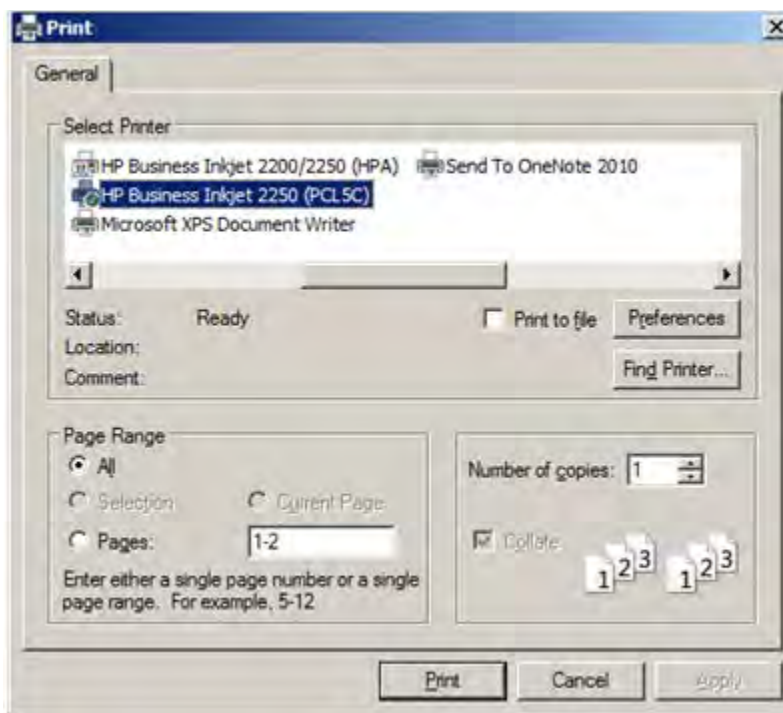 Print
General
Select Printer
HP Business Inkjet 2200/2250 (HPA)
Send To OneNote 2010
HP Business Inkjet 2250 (PCL5C)
Microsoft XPS Document Writer
Status: Ready
Print to file
Preferences
Location:
Comment:
Find Printer...
Page Range
All
Selection
Current Page
Pages: 1-2
Enter either a single page number or a single
page range. For example, 5-12
Number of copies: 1
Collate
1 2 3 1 2 3
Print
Cancel
Apply